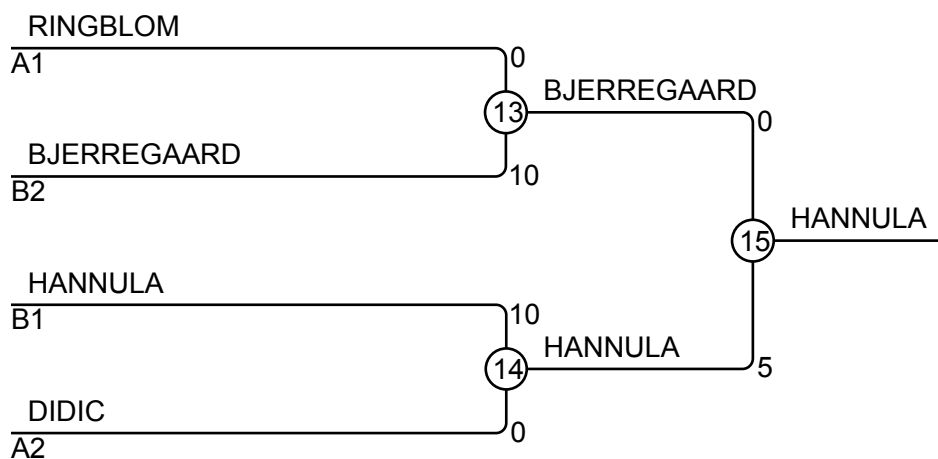 RINGBLOM
A1
0
13
BJERREGAARD
0
BJERREGAARD
B2
10
15
HANNULA
HANNULA
B1
10
14
HANNULA
5
DIDIC
A2
0